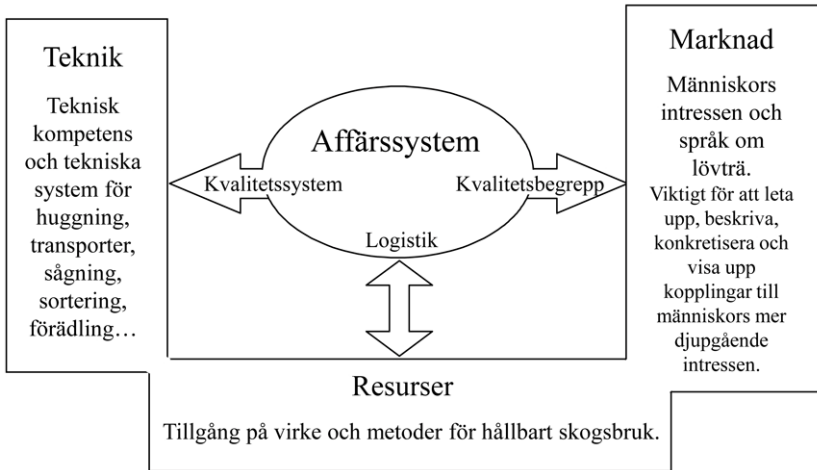 Teknik
Teknisk
kompetens
och tekniska
system för
huggning,
transporter,
sågning,
sortering,
förädling…
Affärssystem
Kvalitetssystem
Kvalitetsbegrepp
Logistik
Marknad
Människors
intressen och
språk om
lövträ.
Viktigt för att leta
upp, beskriva,
konkretisera och
visa upp
kopplingar till
människors mer
djupgående
intressen.
Resurser
Tillgång på virke och metoder för hållbart skogsbruk.